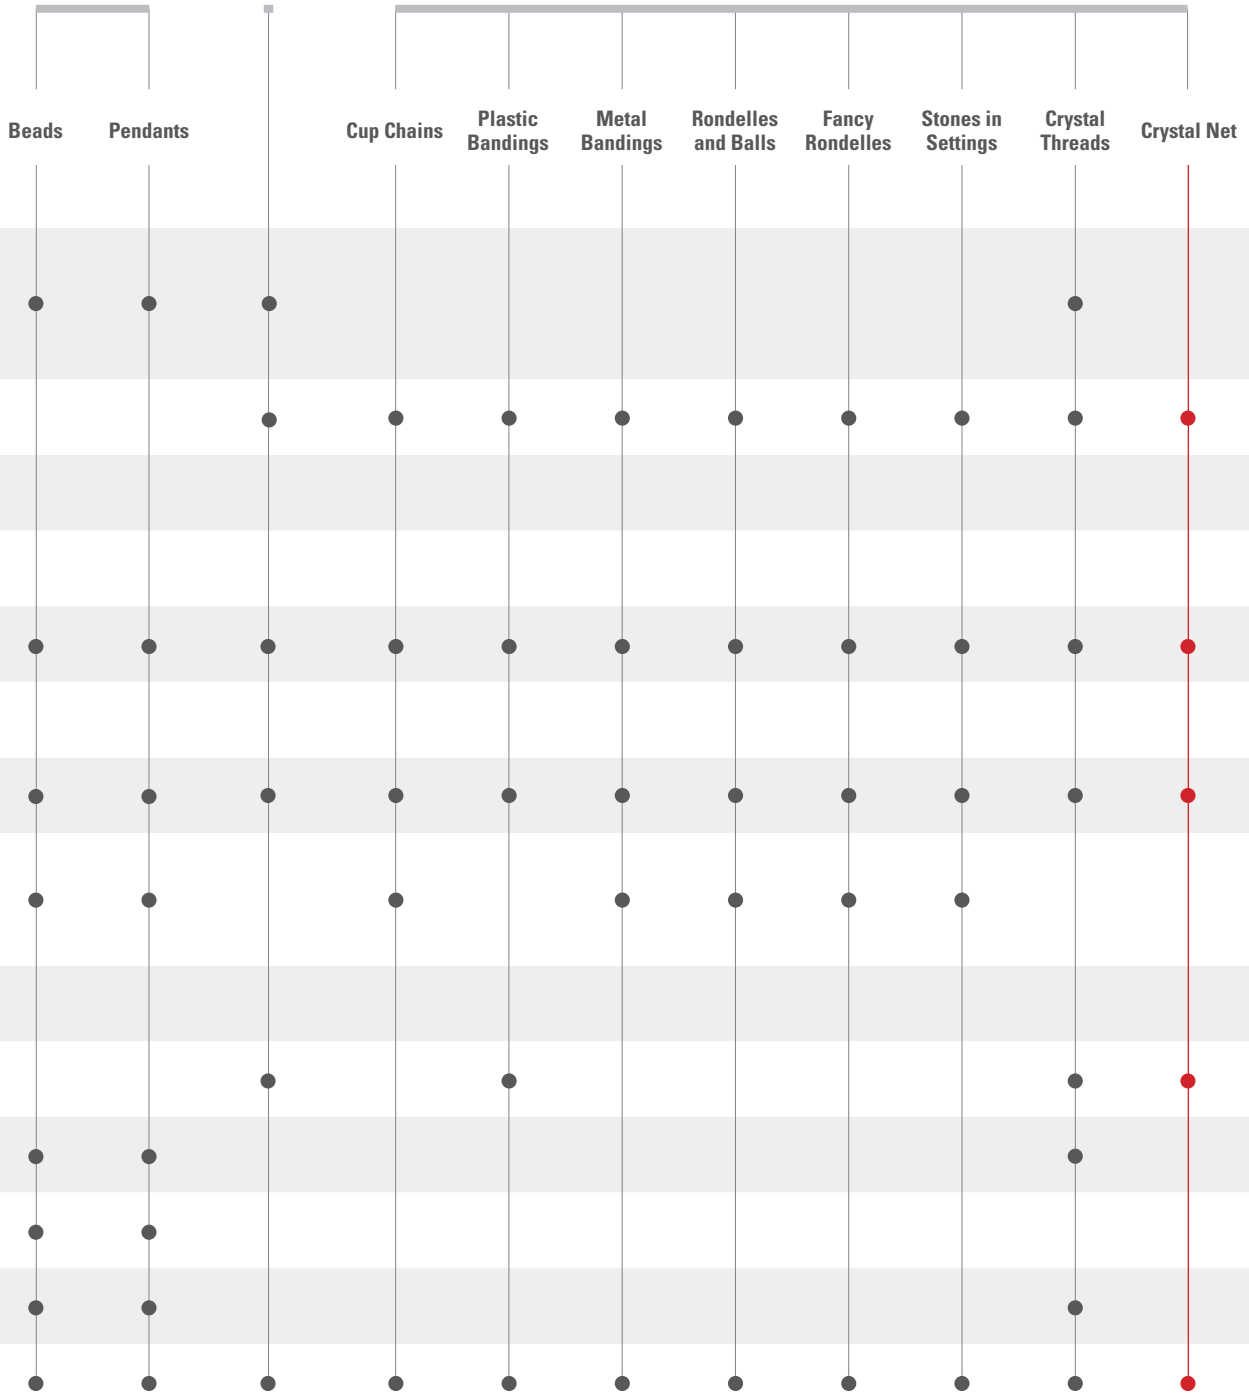 Beads
Pendants
Cup Chains
Plastic
Bandings
Metal
Bandings
Rondelles
and Balls
Fancy
Rondelles
Stones in
Settings
Crystal
Threads
Crystal Net